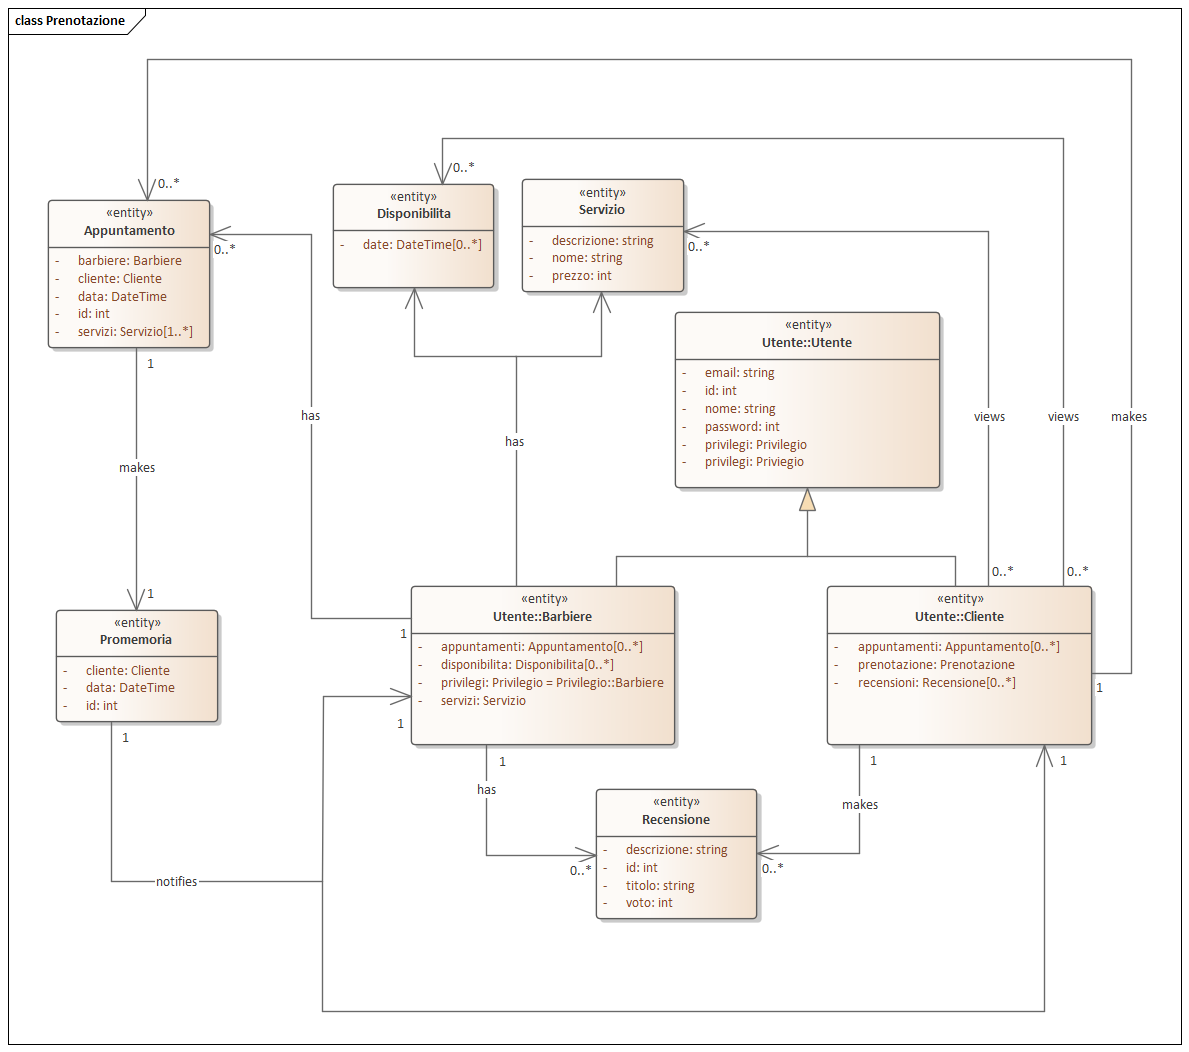 class Prenotazione
0..*
0..*
«entity»
Appuntamento
- barbiere: Barbiere
- cliente: Cliente
- data: DateTime
- id: int
- servizi: Servizio[1..*]
«entity»
Disponibilita
- date: DateTime[0..*]
«entity»
Servizio
- descrizione: string
- nome: string
- prezzo: int
0..*
0..*
«entity»
Utente::Utente
- email: string
- id: int
- nome: string
- password: int
- privilegi: Privilegio
- privilegi: Priviegio
1
has
has
views
views
makes
makes
1
0..*
0..*
«entity»
Promemoria
- cliente: Cliente
- data: DateTime
- id: int
1
«entity»
Utente::Barbiere
- appuntamenti: Appuntamento[0..*]
- disponibilita: Disponibilita[0..*]
- privilegi: Privilegio = Privilegio::Barbiere
- servizi: Servizio
1
1
«entity»
Utente::Cliente
- appuntamenti: Appuntamento[0..*]
- prenotazione: Prenotazione
- recensioni: Recensione[0..*]
1
1
has
1
makes
1
«entity»
Recensione
- descrizione: string
- id: int
- titolo: string
- voto: int
0..*
0..*
notifies